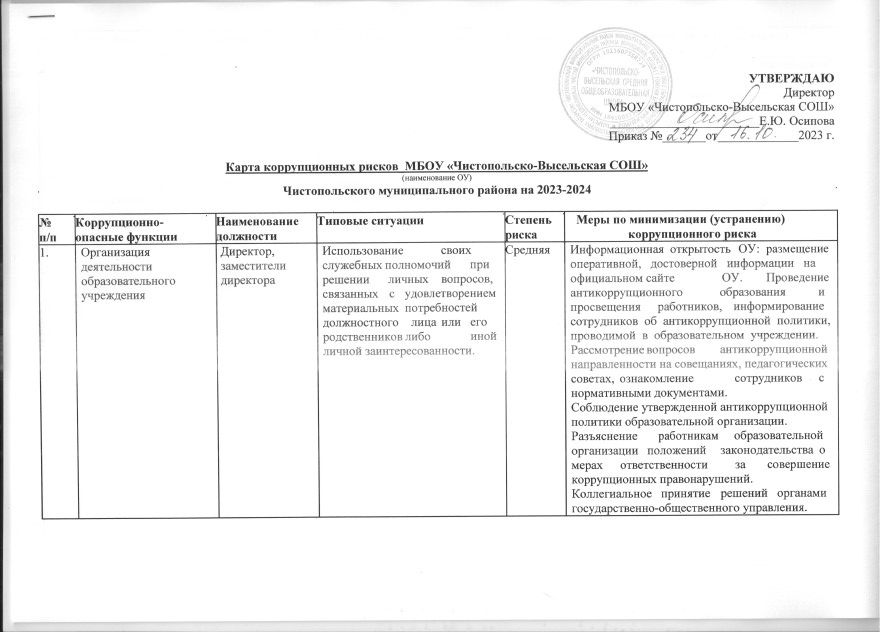 «ЧИСТОПОЛЬСКО-
ВЫСЕЛЬСКАЯ СРЕДНЯЯ
ОБЩЕОБРАЗОВАТЕЛЬНАЯ
УТВЕРЖДАЮ
Директор
МБОУ «Чистопольско-Высельская СОШ»
Е.Ю. Осипова
Приказ № 234 от 16.10. 2023 г.
Карта коррупционных рисков МБОУ «Чистопольско-Высельская СОШ»
(наименование ОУ)
Чистопольского муниципального района на 2023-2024
№
п/п
Коррупционно-
опасные функции
Наименование
должности
Типовые ситуации
Степень
риска
Меры по минимизации (устранению)
коррупционного риска
1.
Организация
деятельности
образовательного
учреждения
Директор,
заместители
директора
Использование своих
служебных полномочий при
решении личных вопросов,
связанных с удовлетворением
материальных потребностей
должностного лица или его
родственников либо иной
личной заинтересованности.
Средняя
Информационная открытость ОУ: размещение
оперативной, достоверной информации на
официальном сайте ОУ. Проведение
антикоррупционного образования и
просвещения работников, информирование
сотрудников об антикоррупционной политики,
проводимой в образовательном учреждении.
Рассмотрение вопросов антикоррупционной
направленности на совещаниях, педагогических
советах, ознакомление сотрудников с
нормативными документами.
Соблюдение утвержденной антикоррупционной
политики образовательной организации.
Разъяснение работникам образовательной
организации положений законодательства о
мерах ответственности за совершение
коррупционных правонарушений.
Коллегиальное принятие решений органами
государственно-общественного управления.